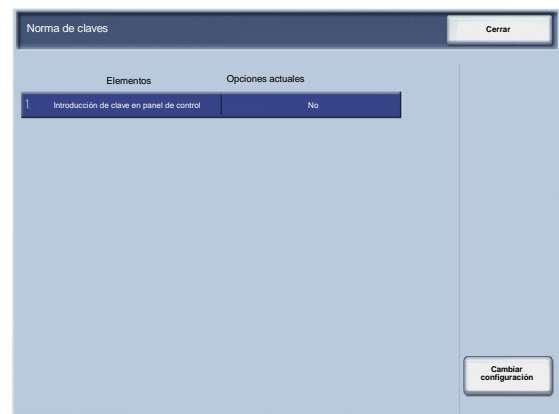 Norma de claves
Cerrar
Elementos
Opciones actuales
1. Introducción de clave en panel de control
No
Cambiar
configuración